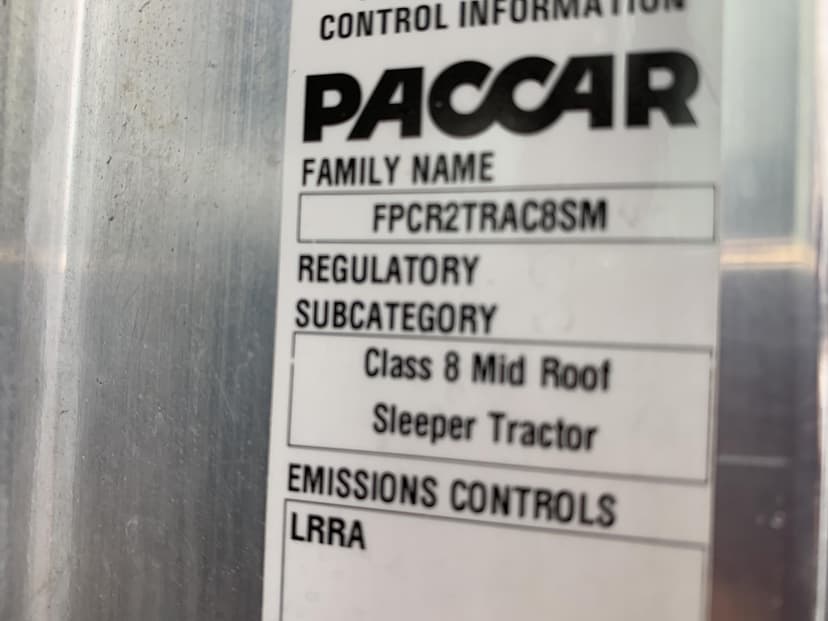 CONTROL INFORMATION
PACCAR
FAMILY NAME
FPCR2TRAC8SM
REGULATORY
SUBCATEGORY
Class 8 Mid Roof
Sleeper Tractor
EMISSIONS CONTROLS
LRRA